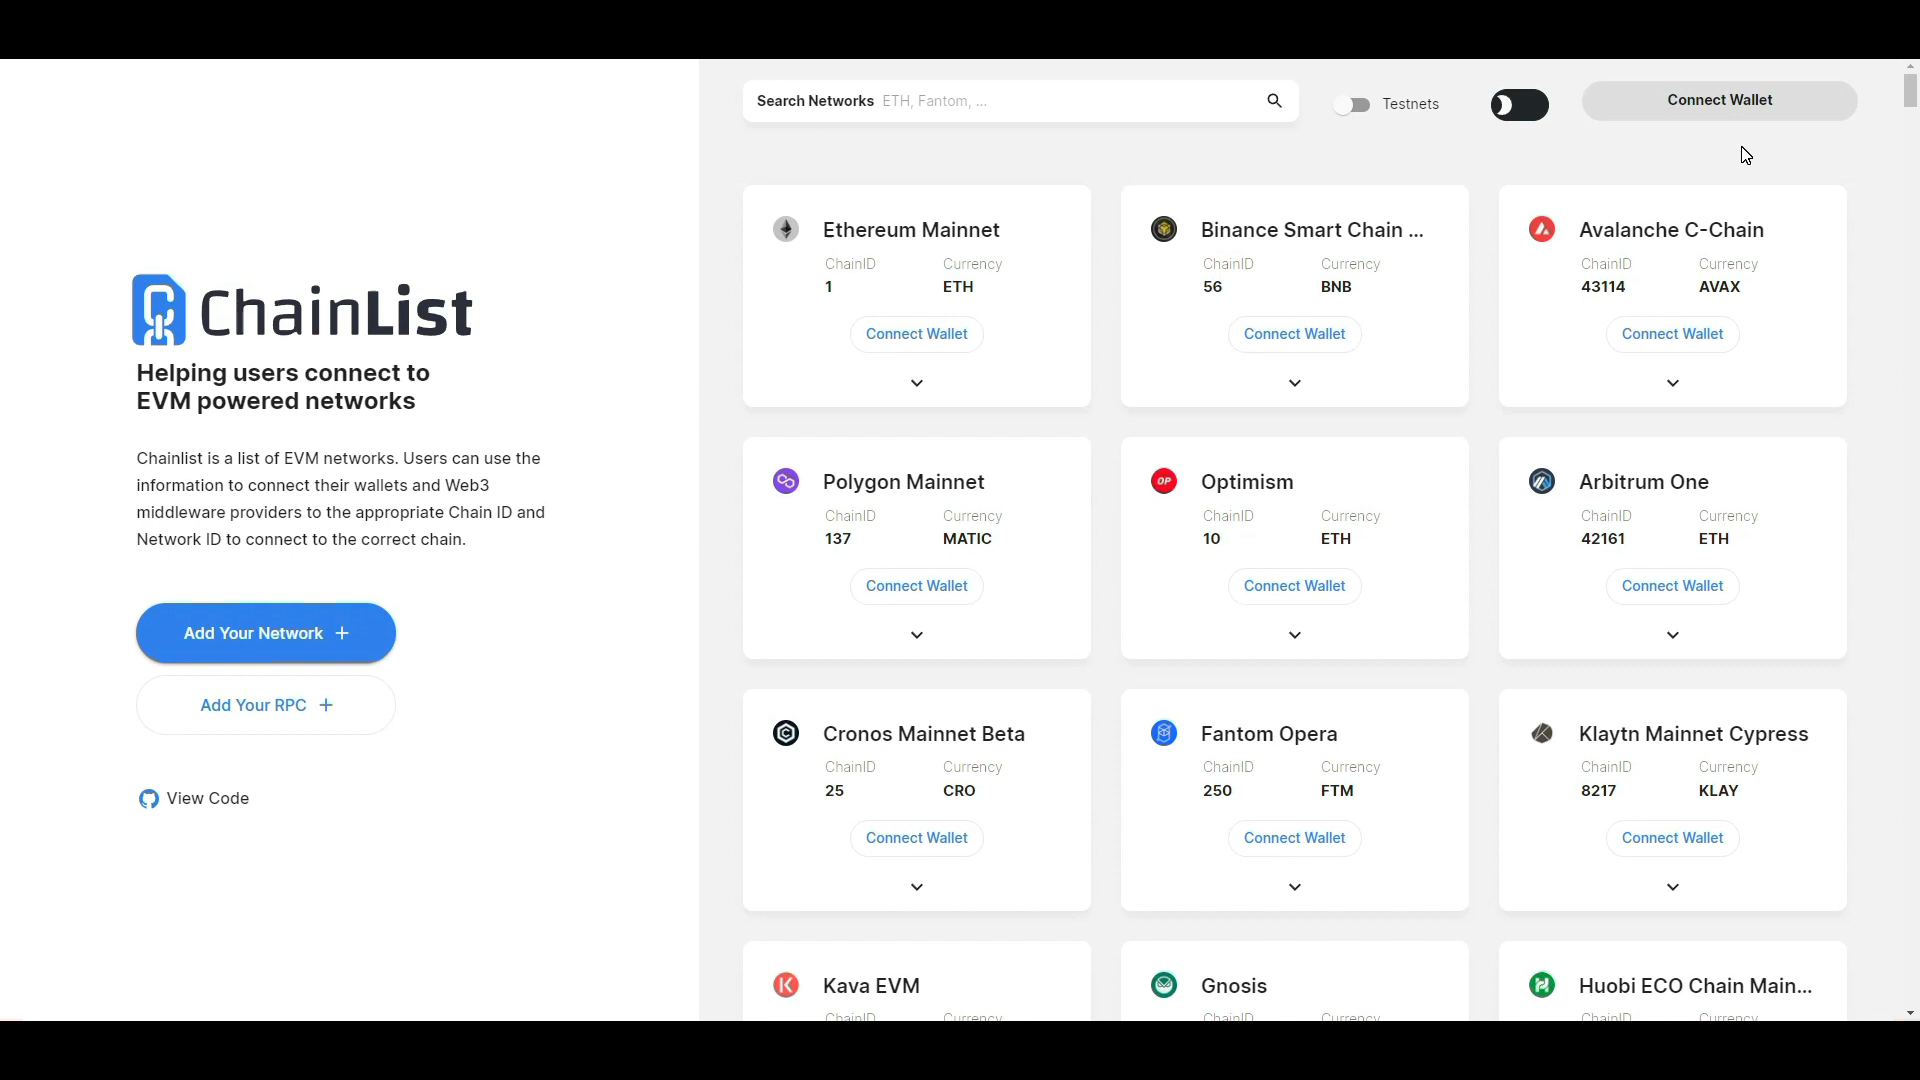 Search Networks ETH, Fantom, ...
Testnets
Connect Wallet
ChainList
Helping users connect to
EVM powered networks
Chainlist is a list of EVM networks. Users can use the
information to connect their wallets and Web3
middleware providers to the appropriate Chain ID and
Network ID to connect to the correct chain.
Add Your Network +
Add Your RPC +
View Code
Ethereum Mainnet
ChainID Currency
1 ETH
Connect Wallet
Binance Smart Chain ...
ChainID Currency
56 BNB
Connect Wallet
Avalanche C-Chain
ChainID Currency
43114 AVAX
Connect Wallet
Polygon Mainnet
ChainID Currency
137 MATIC
Connect Wallet
Optimism
ChainID Currency
10 ETH
Connect Wallet
Arbitrum One
ChainID Currency
42161 ETH
Connect Wallet
Cronos Mainnet Beta
ChainID Currency
25 CRO
Connect Wallet
Fantom Opera
ChainID Currency
250 FTM
Connect Wallet
Klaytn Mainnet Cypress
ChainID Currency
8217 KLAY
Connect Wallet
Kava EVM
ChainID Currency
Gnosis
ChainID Currency
Huobi ECO Chain Main...
ChainID Currency